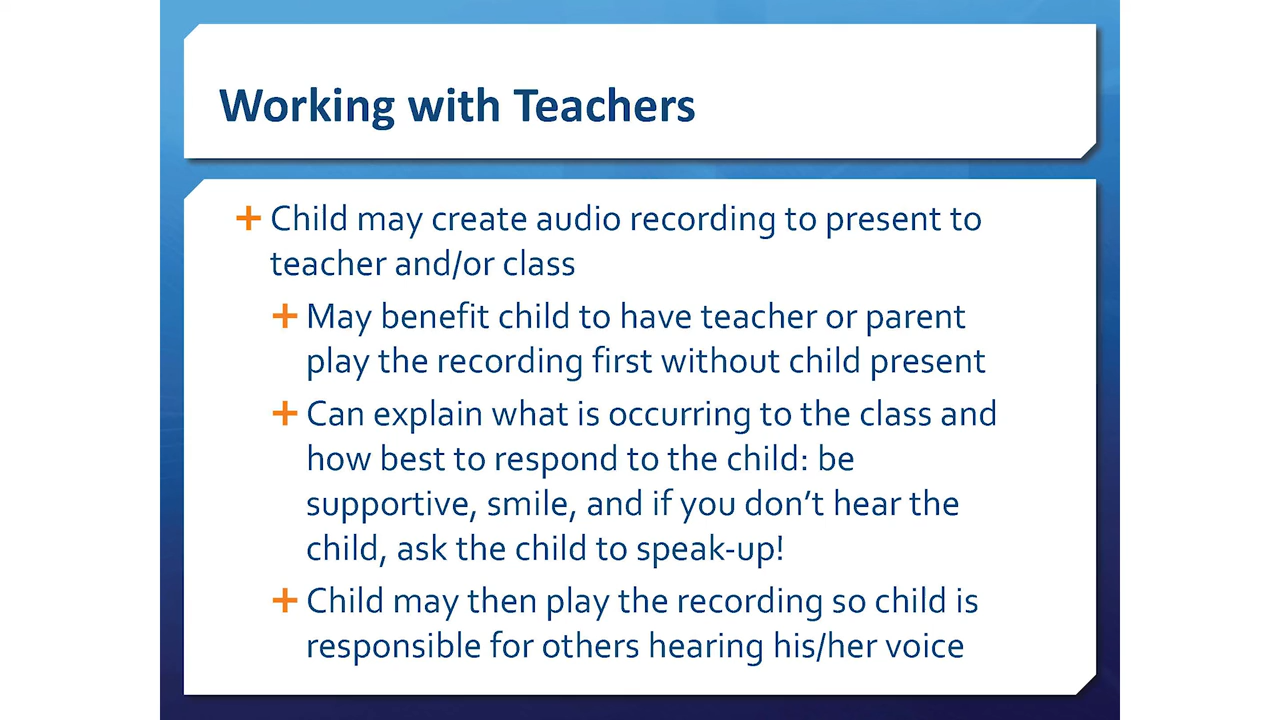 Working with Teachers
+ Child may create audio recording to present to
teacher and/or class
+ May benefit child to have teacher or parent
play the recording first without child present
+ Can explain what is occurring to the class and
how best to respond to the child: be
supportive, smile, and if you don’t hear the
child, ask the child to speak-up!
+ Child may then play the recording so child is
responsible for others hearing his/her voice